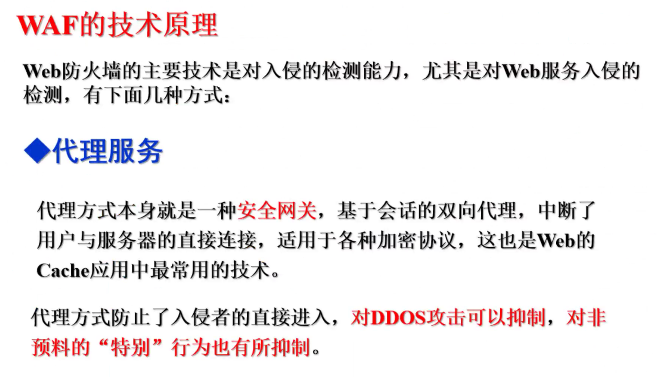 WAF的技术原理
Web防火墙的主要技术是对入侵的检测能力，尤其是对Web服务入侵的
检测，有下面几种方式：
◆代理服务
代理方式本身就是一种安全网关，基于会话的双向代理，中断了
用户与服务器的直接连接，适用于各种加密协议，这也是Web的
Cache应用中最常用的技术。
代理方式防止了入侵者的直接进入，对DDOS攻击可以抑制，对非
预料的“特别”行为也有所抑制。